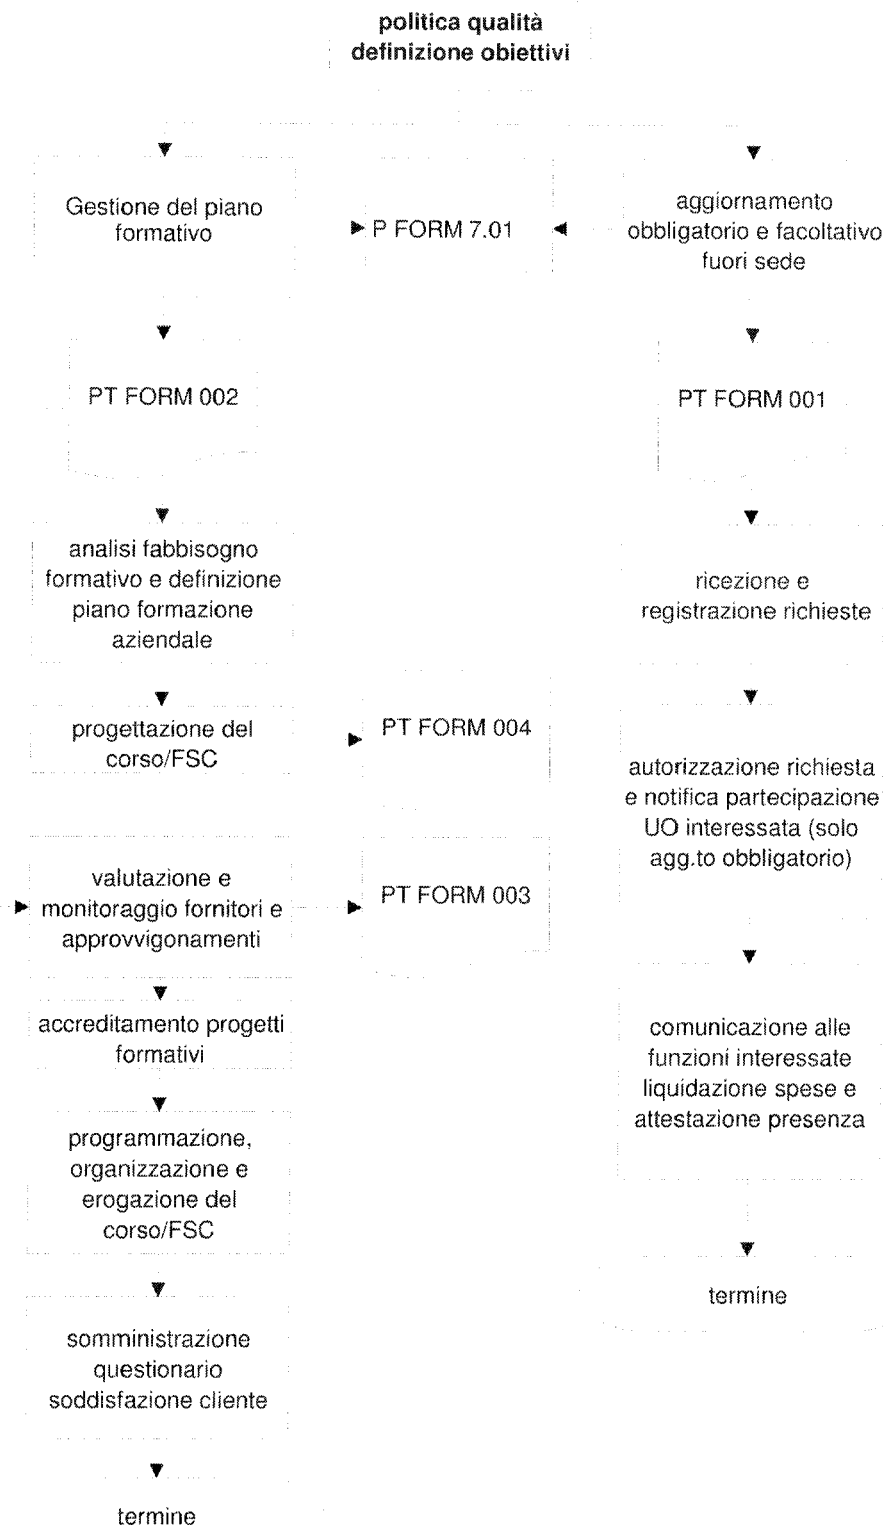 politica qualità
definizione obiettivi
Gestione del piano
formativo
P FORM 7.01
aggiornamento
obbligatorio e facoltativo
fuori sede
PT FORM 002
PT FORM 001
analisi fabbisogno
formativo e definizione
piano formazione
aziendale
ricezione e
registrazione richieste
progettazione del
corso/FSC
PT FORM 004
autorizzazione richiesta
e notifica partecipazione
UO interessata (solo
agg.to obbligatorio)
valutazione e
monitoraggio fornitori e
approvvigonamenti
PT FORM 003
accreditamento progetti
formativi
comunicazione alle
funzioni interessate
liquidazione spese e
attestazione presenza
programmazione,
organizzazione e
erogazione del
corso/FSC
termine
somministrazione
questionario
soddisfazione cliente
termine